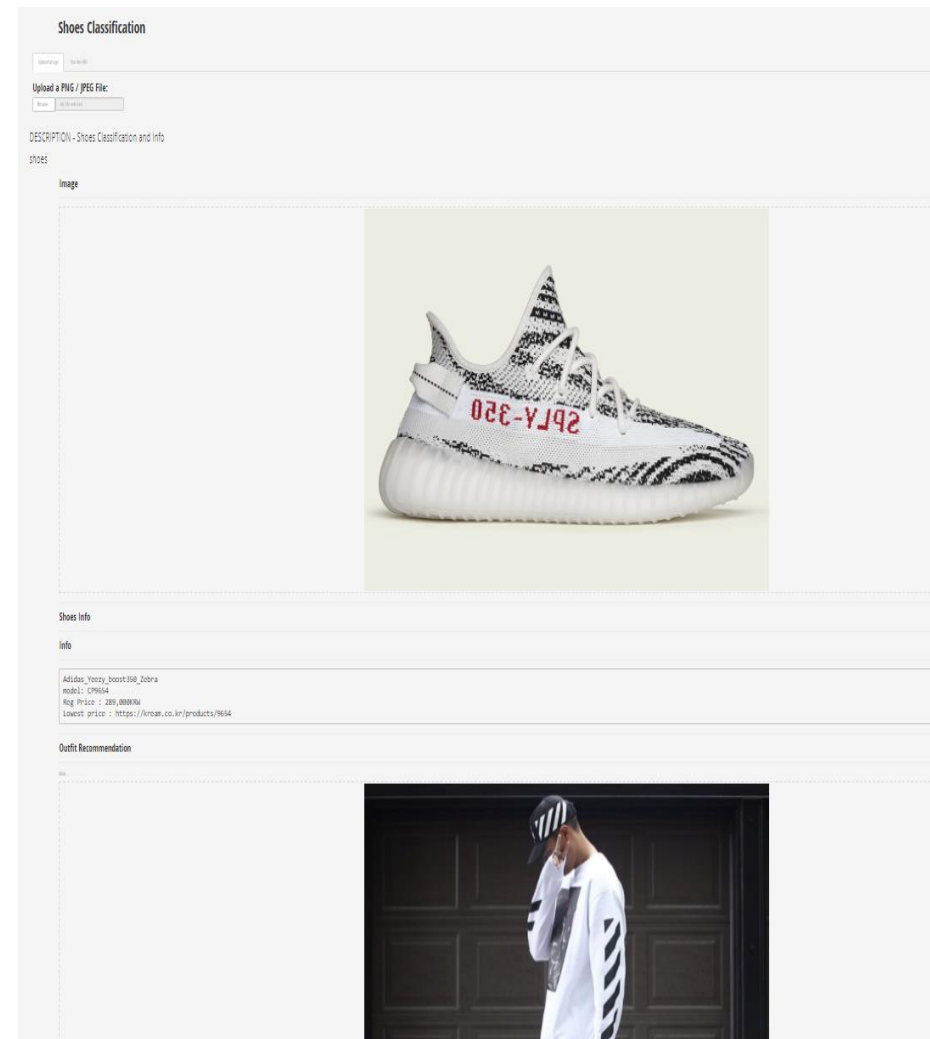 Shoes Classification
Upload a PNG / JPEG File:
Browse
DESCRIPTION - Shoes Classification and Info
shoes
Image
SPLY-350
Shoes Info
Info
Adidas_Yeezy_boost350_Zebra
model: CP9654
Reg Price : 289,000KRW
Lowest price : https://kream.co.kr/products/9654
Outfit Recommendation